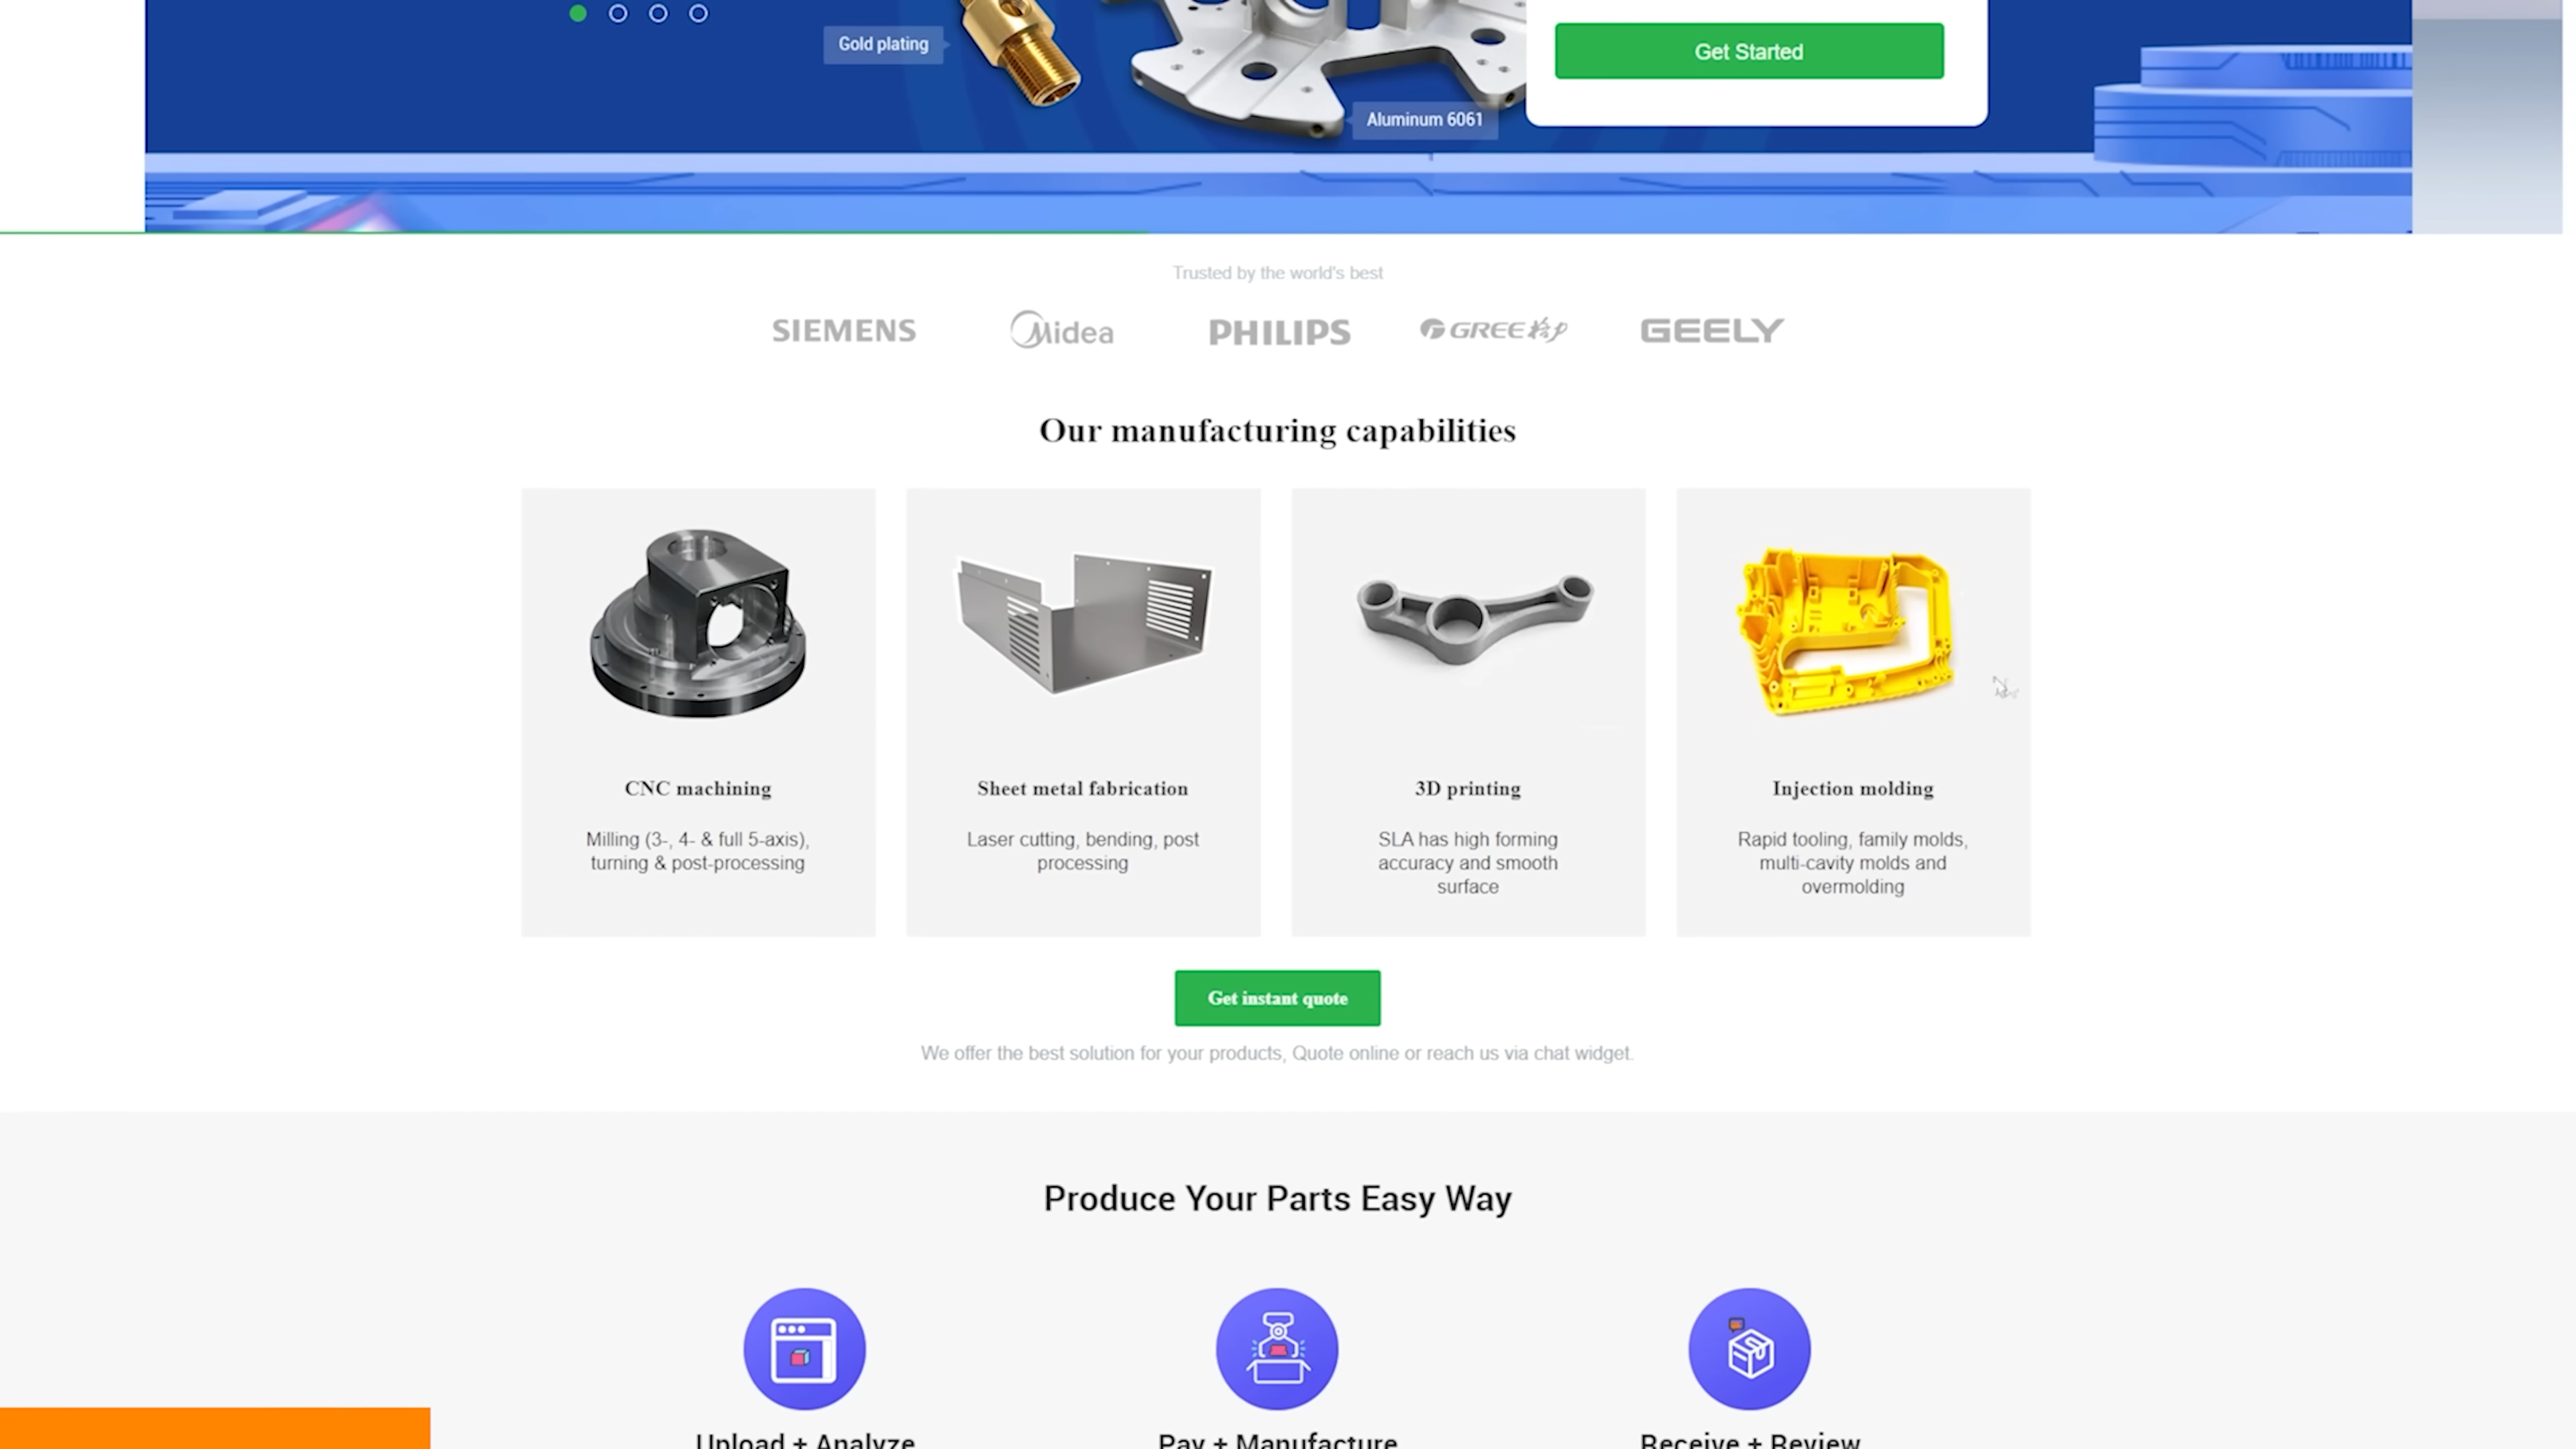 Gold plating
Get Started
Aluminum 6061
Trusted by the world's best
SIEMENS
Midea
PHILIPS
GREE格力
GEELY
Our manufacturing capabilities
CNC machining
Milling (3-, 4- & full 5-axis),
turning & post-processing
Sheet metal fabrication
Laser cutting, bending, post
processing
3D printing
SLA has high forming
accuracy and smooth
surface
Injection molding
Rapid tooling, family molds,
multi-cavity molds and
overmolding
Get instant quote
We offer the best solution for your products, Quote online or reach us via chat widget.
Produce Your Parts Easy Way
Upload + Analyze
Pay + Manufacture
Receive + Review